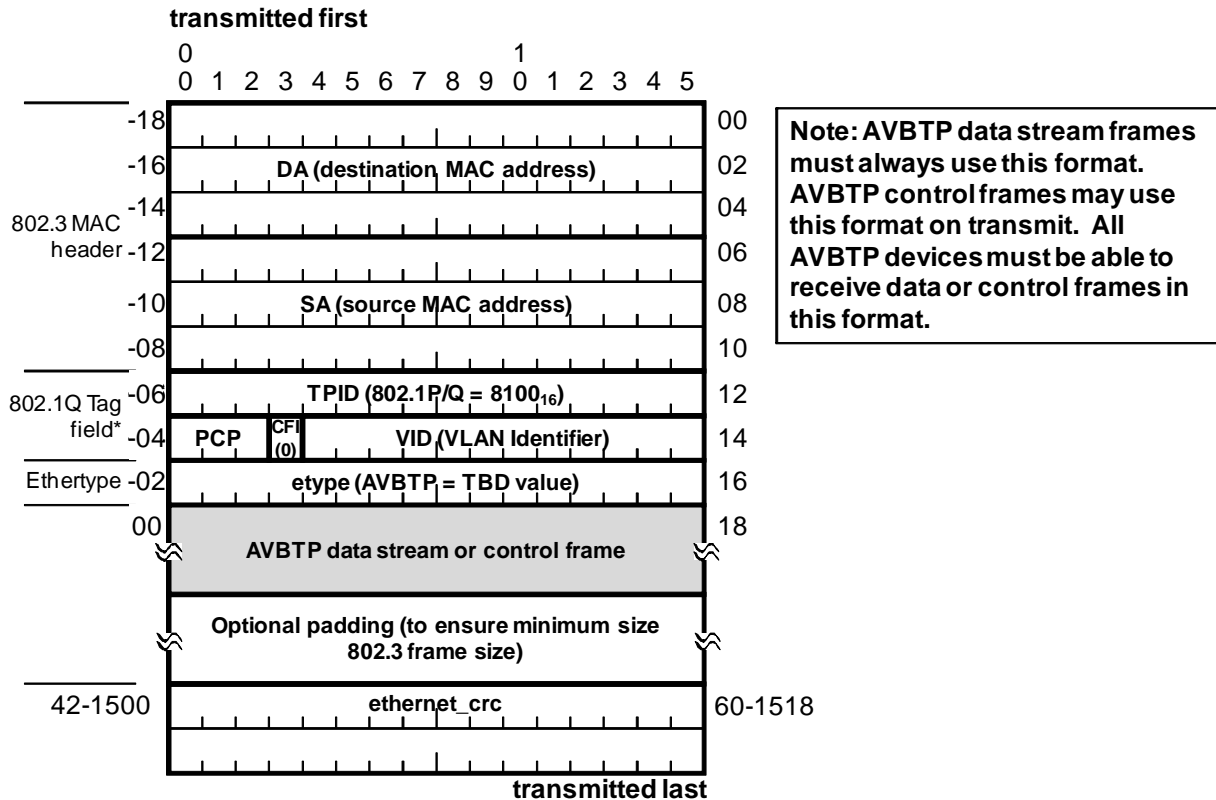 transmitted first
0 1
0 1 2 3 4 5 6 7 8 9 0 1 2 3 4 5
-18 00
-16 DA (destination MAC address) 02
-14 04
802.3 MAC
header -12 06
-10 SA (source MAC address) 08
-08 10
-06 TPID (802.1P/Q = 8100₁₆) 12
802.1Q Tag
field* -04 PCP CFI (0) VID (VLAN Identifier) 14
Ethertype -02 etype (AVBTP = TBD value) 16
00 18
AVBTP data stream or control frame
Optional padding (to ensure minimum size
802.3 frame size)
42-1500 ethernet_crc 60-1518
transmitted last
Note: AVBTP data stream frames
must always use this format.
AVBTP control frames may use
this format on transmit. All
AVBTP devices must be able to
receive data or control frames in
this format.